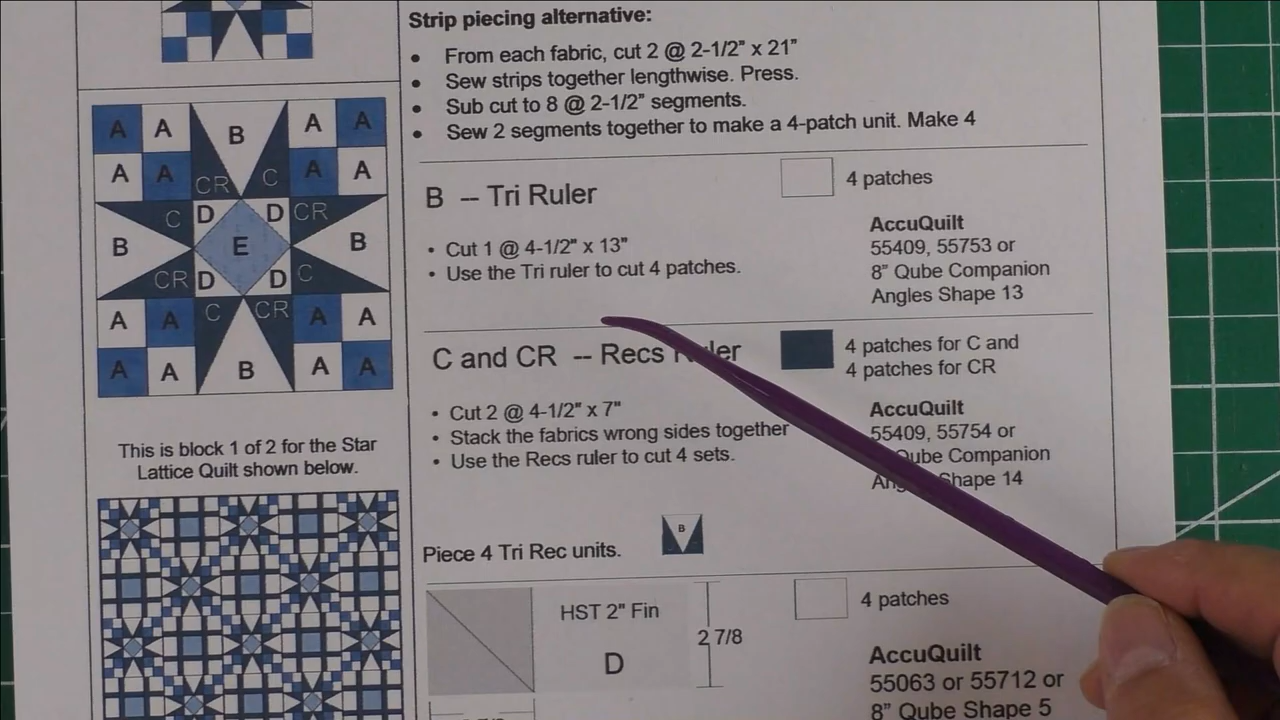 Strip piecing alternative:
• From each fabric, cut 2 @ 2-1/2" x 21"
• Sew strips together lengthwise. Press.
• Sub cut to 8 @ 2-1/2" segments.
• Sew 2 segments together to make a 4-patch unit. Make 4
A A B A A
A A CR C A A
C D D CR
B E B
CR D D C
A A C CR A A
A A B A A
This is block 1 of 2 for the Star
Lattice Quilt shown below.
B -- Tri Ruler
4 patches
• Cut 1 @ 4-1/2" x 13"
• Use the Tri ruler to cut 4 patches.
AccuQuilt
55409, 55753 or
8" Qube Companion
Angles Shape 13
C and CR -- Recs
4 patches for C and
4 patches for CR
• Cut 2 @ 4-1/2" x 7"
• Stack the fabrics wrong sides together
• Use the Recs ruler to cut 4 sets.
AccuQuilt
55409, 55754 or
Qube Companion
Shape 14
Piece 4 Tri Rec units.
B
HST 2" Fin
D
2 7/8
4 patches
AccuQuilt
55063 or 55712 or
8" Qube Shape 5